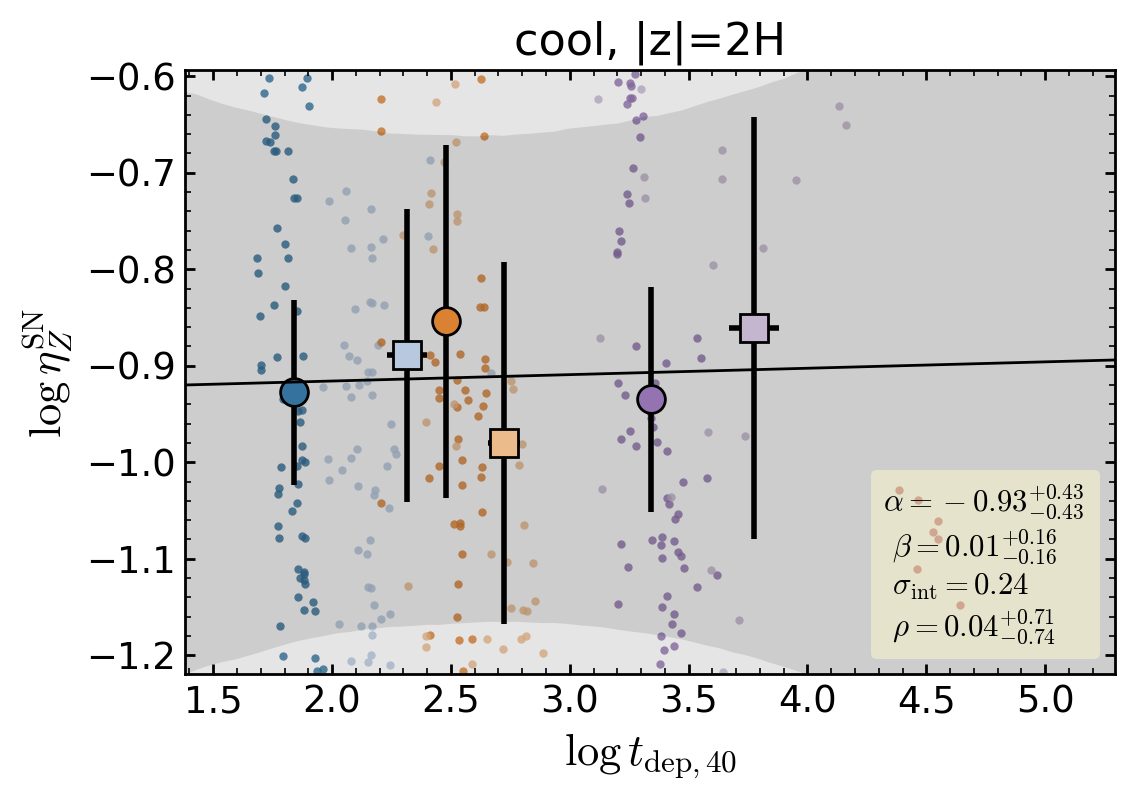 cool, |z|=2H
−0.6
−0.7
−0.8
−0.9
−1.0
−1.1
−1.2
log η_Z^SN
α = −0.93^{+0.43}_{−0.43}
β = 0.01^{+0.16}_{−0.16}
σ_int = 0.24
ρ = 0.04^{+0.71}_{−0.74}
1.5 2.0 2.5 3.0 3.5 4.0 4.5 5.0
log t_dep, 40